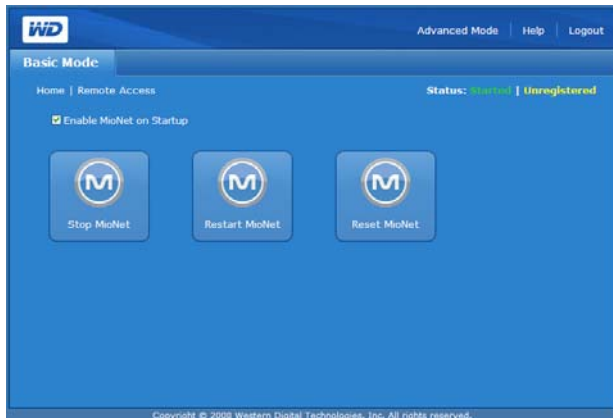 WD
Advanced Mode | Help | Logout
Basic Mode
Home | Remote Access
Status: Started | Unregistered
Enable MioNet on Startup
Stop MioNet
Restart MioNet
Reset MioNet
Copyright © 2008 Western Digital Technologies, Inc. All rights reserved.